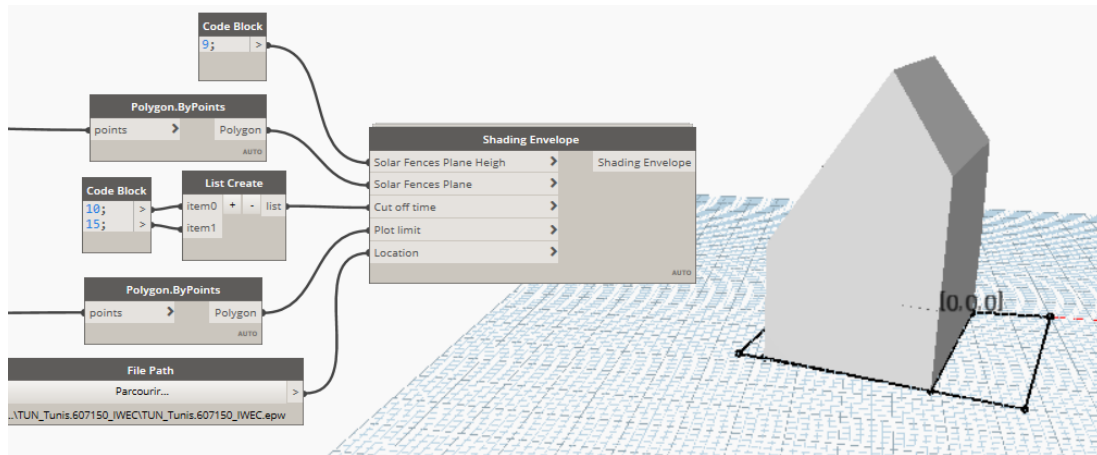 Code Block
9; >
Polygon.ByPoints
points > Polygon
AUTO
Code Block
10; >
15; >
List Create
item0 + - list
item1
Polygon.ByPoints
points > Polygon
AUTO
File Path
Parcourir... >
..\TUN_Tunis.607150_IWEC\TUN_Tunis.607150_IWEC.epw
Shading Envelope
Solar Fences Plane Heigh > Shading Envelope
Solar Fences Plane >
Cut off time >
Plot limit >
Location >
AUTO
[0,0,0]